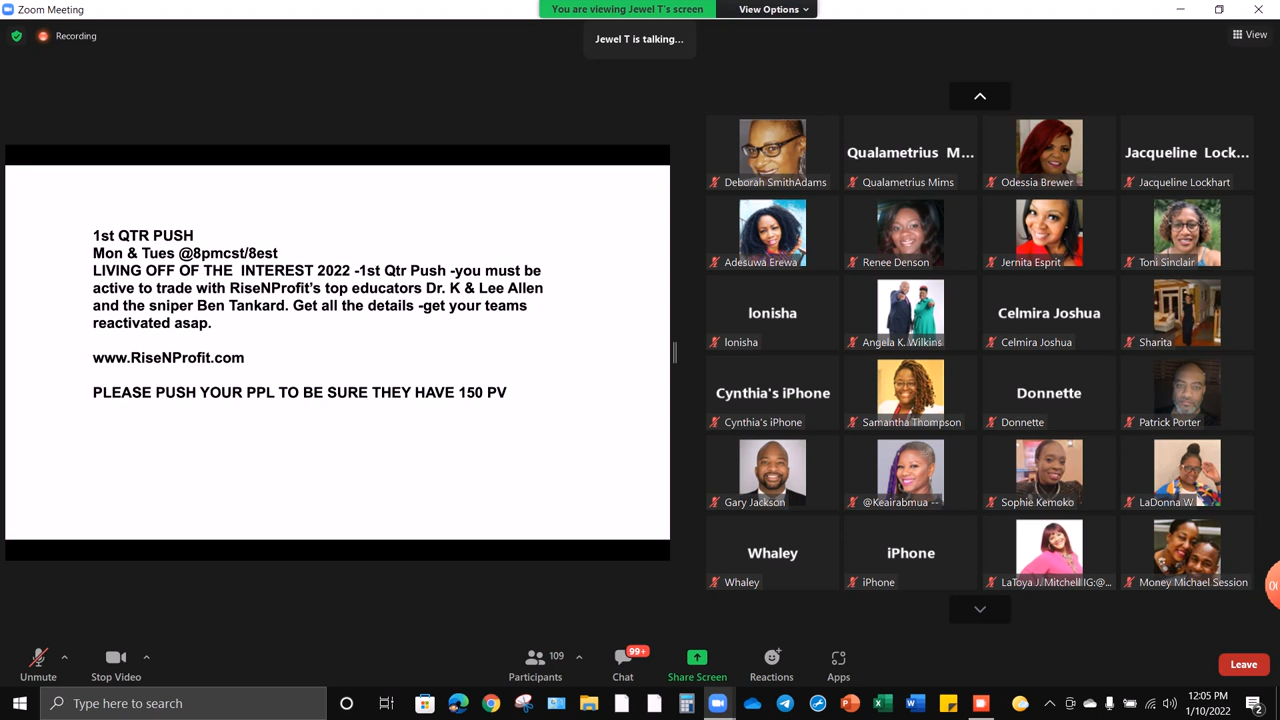 Zoom Meeting
You are viewing Jewel T's screen
View Options
Recording
Jewel T is talking...
View
1st QTR PUSH
Mon & Tues @8pmcst/8est
LIVING OFF OF THE INTEREST 2022 -1st Qtr Push -you must be
active to trade with RiseNProfit's top educators Dr. K & Lee Allen
and the sniper Ben Tankard. Get all the details -get your teams
reactivated asap.
www.RiseNProfit.com
PLEASE PUSH YOUR PPL TO BE SURE THEY HAVE 150 PV
Qualametrius M...
Jacqueline Lock...
Deborah SmithAdams
Qualametrius Mims
Odessia Brewer
Jacqueline Lockhart
Adesuwa Erewa
Renee Denson
Jernita Esprit
Toni Sinclair
Ionisha
Celmira Joshua
Ionisha
Angela K. Wilkins
Celmira Joshua
Sharita
Cynthia's iPhone
Donnette
Cynthia's iPhone
Samantha Thompson
Donnette
Patrick Porter
Gary Jackson
@Keairabmua --
Sophie Kemoko
LaDonna W
Whaley
iPhone
Whaley
iPhone
LaToya J. Mitchell IG:@...
Money Michael Session
Unmute
Stop Video
109
Participants
99+
Chat
Share Screen
Reactions
Apps
Leave
Type here to search
12:05 PM
1/10/2022
2